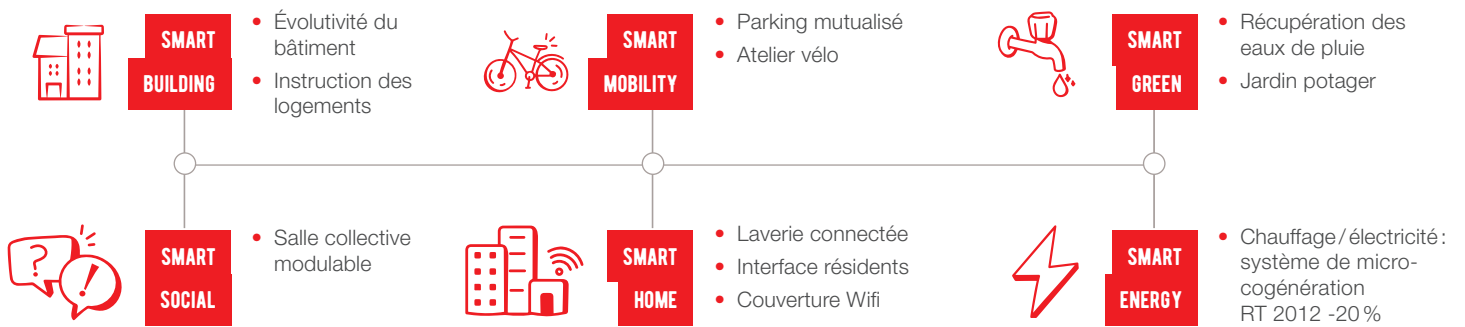 SMART
BUILDING
• Évolutivité du
bâtiment
• Instruction des
logements
SMART
MOBILITY
• Parking mutualisé
• Atelier vélo
SMART
GREEN
• Récupération des
eaux de pluie
• Jardin potager
?
!
SMART
SOCIAL
• Salle collective
modulable
SMART
HOME
• Laverie connectée
• Interface résidents
• Couverture Wifi
SMART
ENERGY
• Chauffage / électricité :
système de micro-
cogénération
RT 2012 -20 %